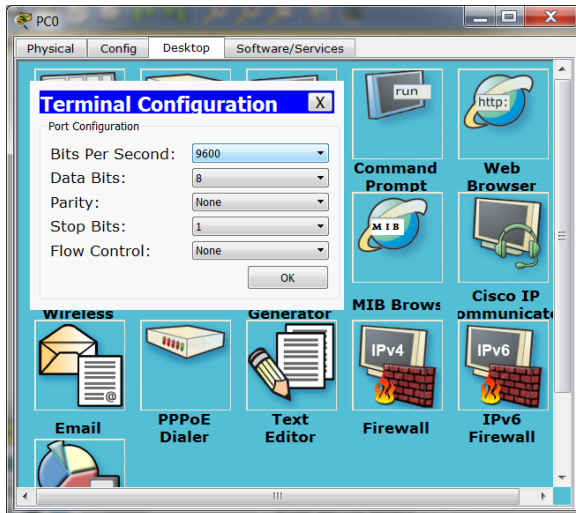 PC0
Physical Config Desktop Software/Services
run
http:
Terminal Configuration X
Port Configuration
Bits Per Second: 9600
Data Bits: 8
Parity: None
Stop Bits: 1
Flow Control: None
OK
Command Prompt
Web Browser
MIB
Wireless
Generator
MIB Brows
Cisco IP
ommunicat
IPv4
IPv6
@
Email
PPPoE Dialer
Text Editor
Firewall
IPv6 Firewall